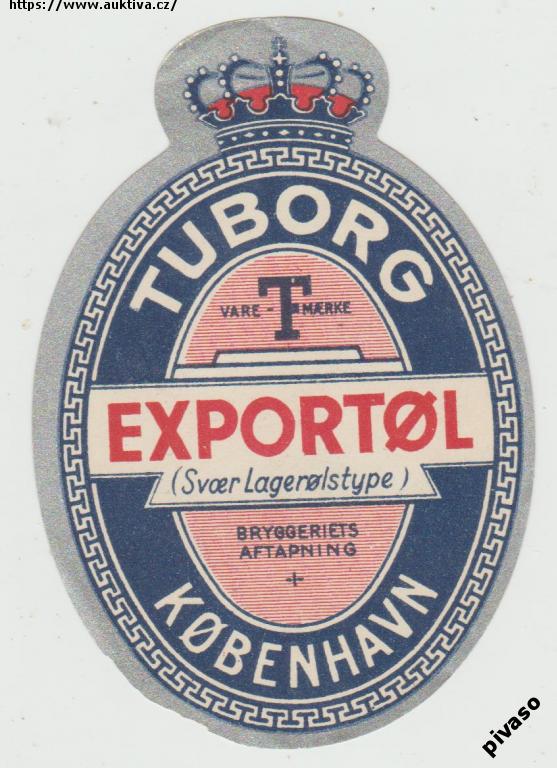 https://www.auktiva.cz/
TUBORG
VARE - T MÆRKE
EXPORTØL
(Svær Lagerølstype)
BRYGGERIETS
AFTAPNING
KØBENHAVN
pivaso